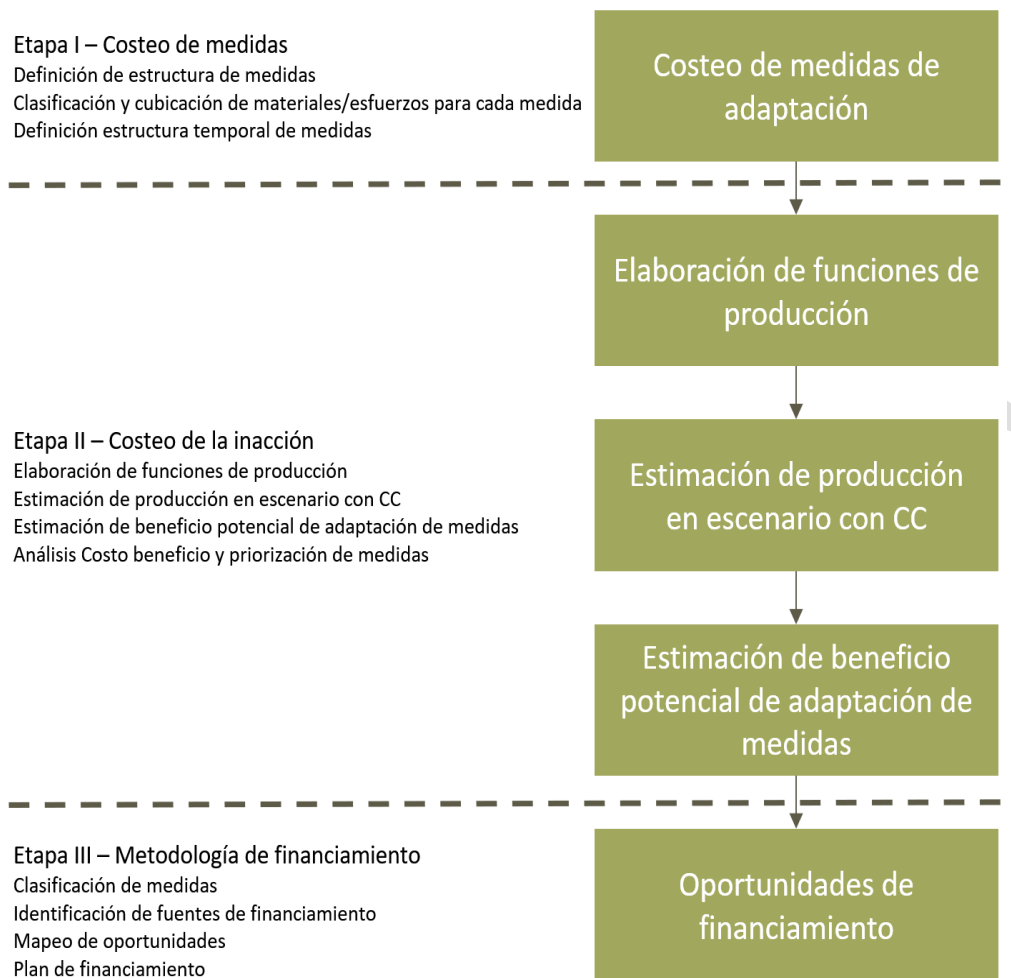 Etapa I – Costeo de medidas
Definición de estructura de medidas
Clasificación y cubicación de materiales/esfuerzos para cada medida
Definición estructura temporal de medidas
Costeo de medidas de
adaptación
Elaboración de funciones de
producción
Etapa II – Costeo de la inacción
Elaboración de funciones de producción
Estimación de producción en escenario con CC
Estimación de beneficio potencial de adaptación de medidas
Análisis Costo beneficio y priorización de medidas
Estimación de producción
en escenario con CC
Estimación de beneficio
potencial de adaptación de
medidas
Etapa III – Metodología de financiamiento
Clasificación de medidas
Identificación de fuentes de financiamiento
Mapeo de oportunidades
Plan de financiamiento
Oportunidades de
financiamiento